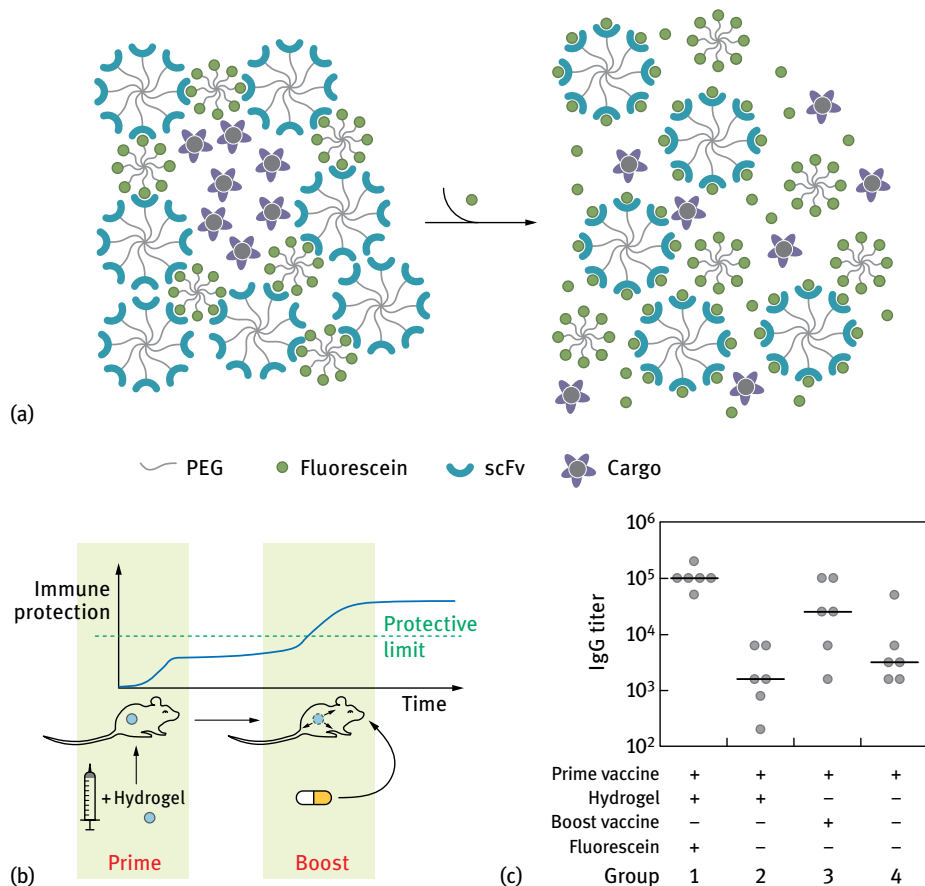 (a)
PEG
Fluorescein
scFv
Cargo
Immune
protection
Protective
limit
Time
+ Hydrogel
Prime
Boost
(b)
10⁶
10⁵
10⁴
10³
10²
IgG titer
Prime vaccine + + + +
Hydrogel + + – –
Boost vaccine – – + –
Fluorescein + – – –
Group 1 2 3 4
(c)